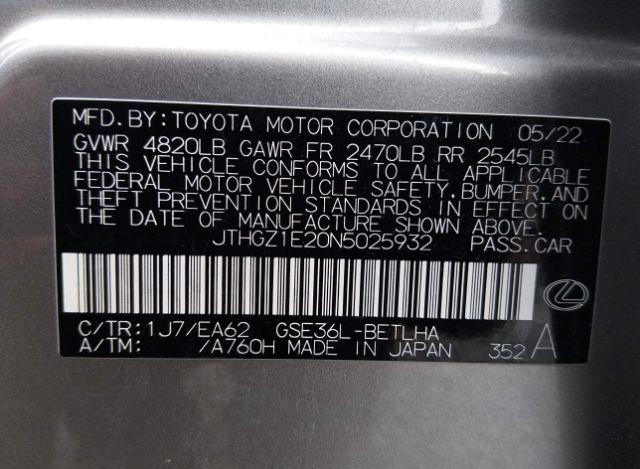 MFD.BY:TOYOTA MOTOR CORPORATION 05/22
GVWR 4820LB GAWR FR 2470LB RR 2545LB
THIS VEHICLE CONFORMS TO ALL APPLICABLE
FEDERAL MOTOR VEHICLE SAFETY,BUMPER,AND
THEFT PREVENTION STANDARDS IN EFFECT ON
THE DATE OF MANUFACTURE SHOWN ABOVE.
JTHGZ1E20N5025932 PASS.CAR
C/TR:1J7/EA62 GSE36L-BETLHA
A/TM: /A760H MADE IN JAPAN 352 A